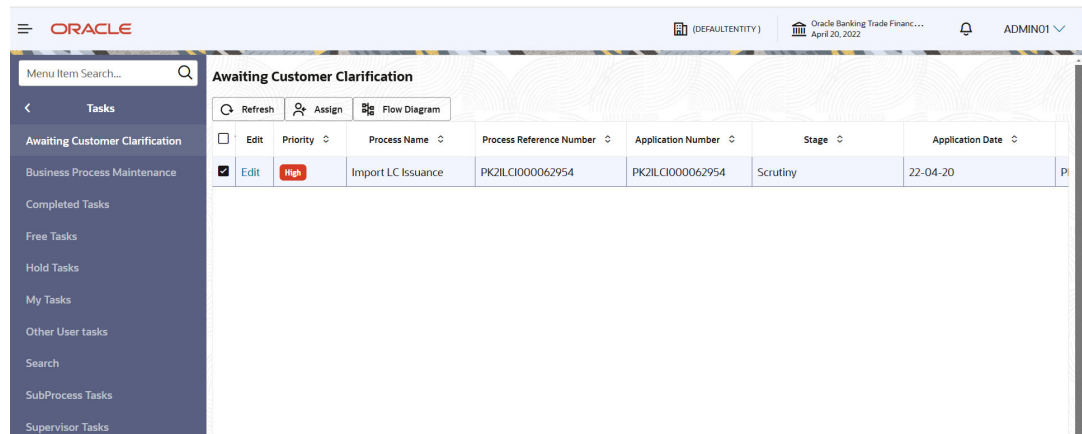 ORACLE
(DEFAULTENTITY )
Oracle Banking Trade Financ...
April 20, 2022
ADMIN01
Menu Item Search...
Tasks
Awaiting Customer Clarification
Business Process Maintenance
Completed Tasks
Free Tasks
Hold Tasks
My Tasks
Other User tasks
Search
SubProcess Tasks
Supervisor Tasks
Awaiting Customer Clarification
Refresh Assign Flow Diagram
Edit Priority Process Name Process Reference Number Application Number Stage Application Date
Edit High Import LC Issuance PK2ILCI000062954 PK2ILCI000062954 Scrutiny 22-04-20